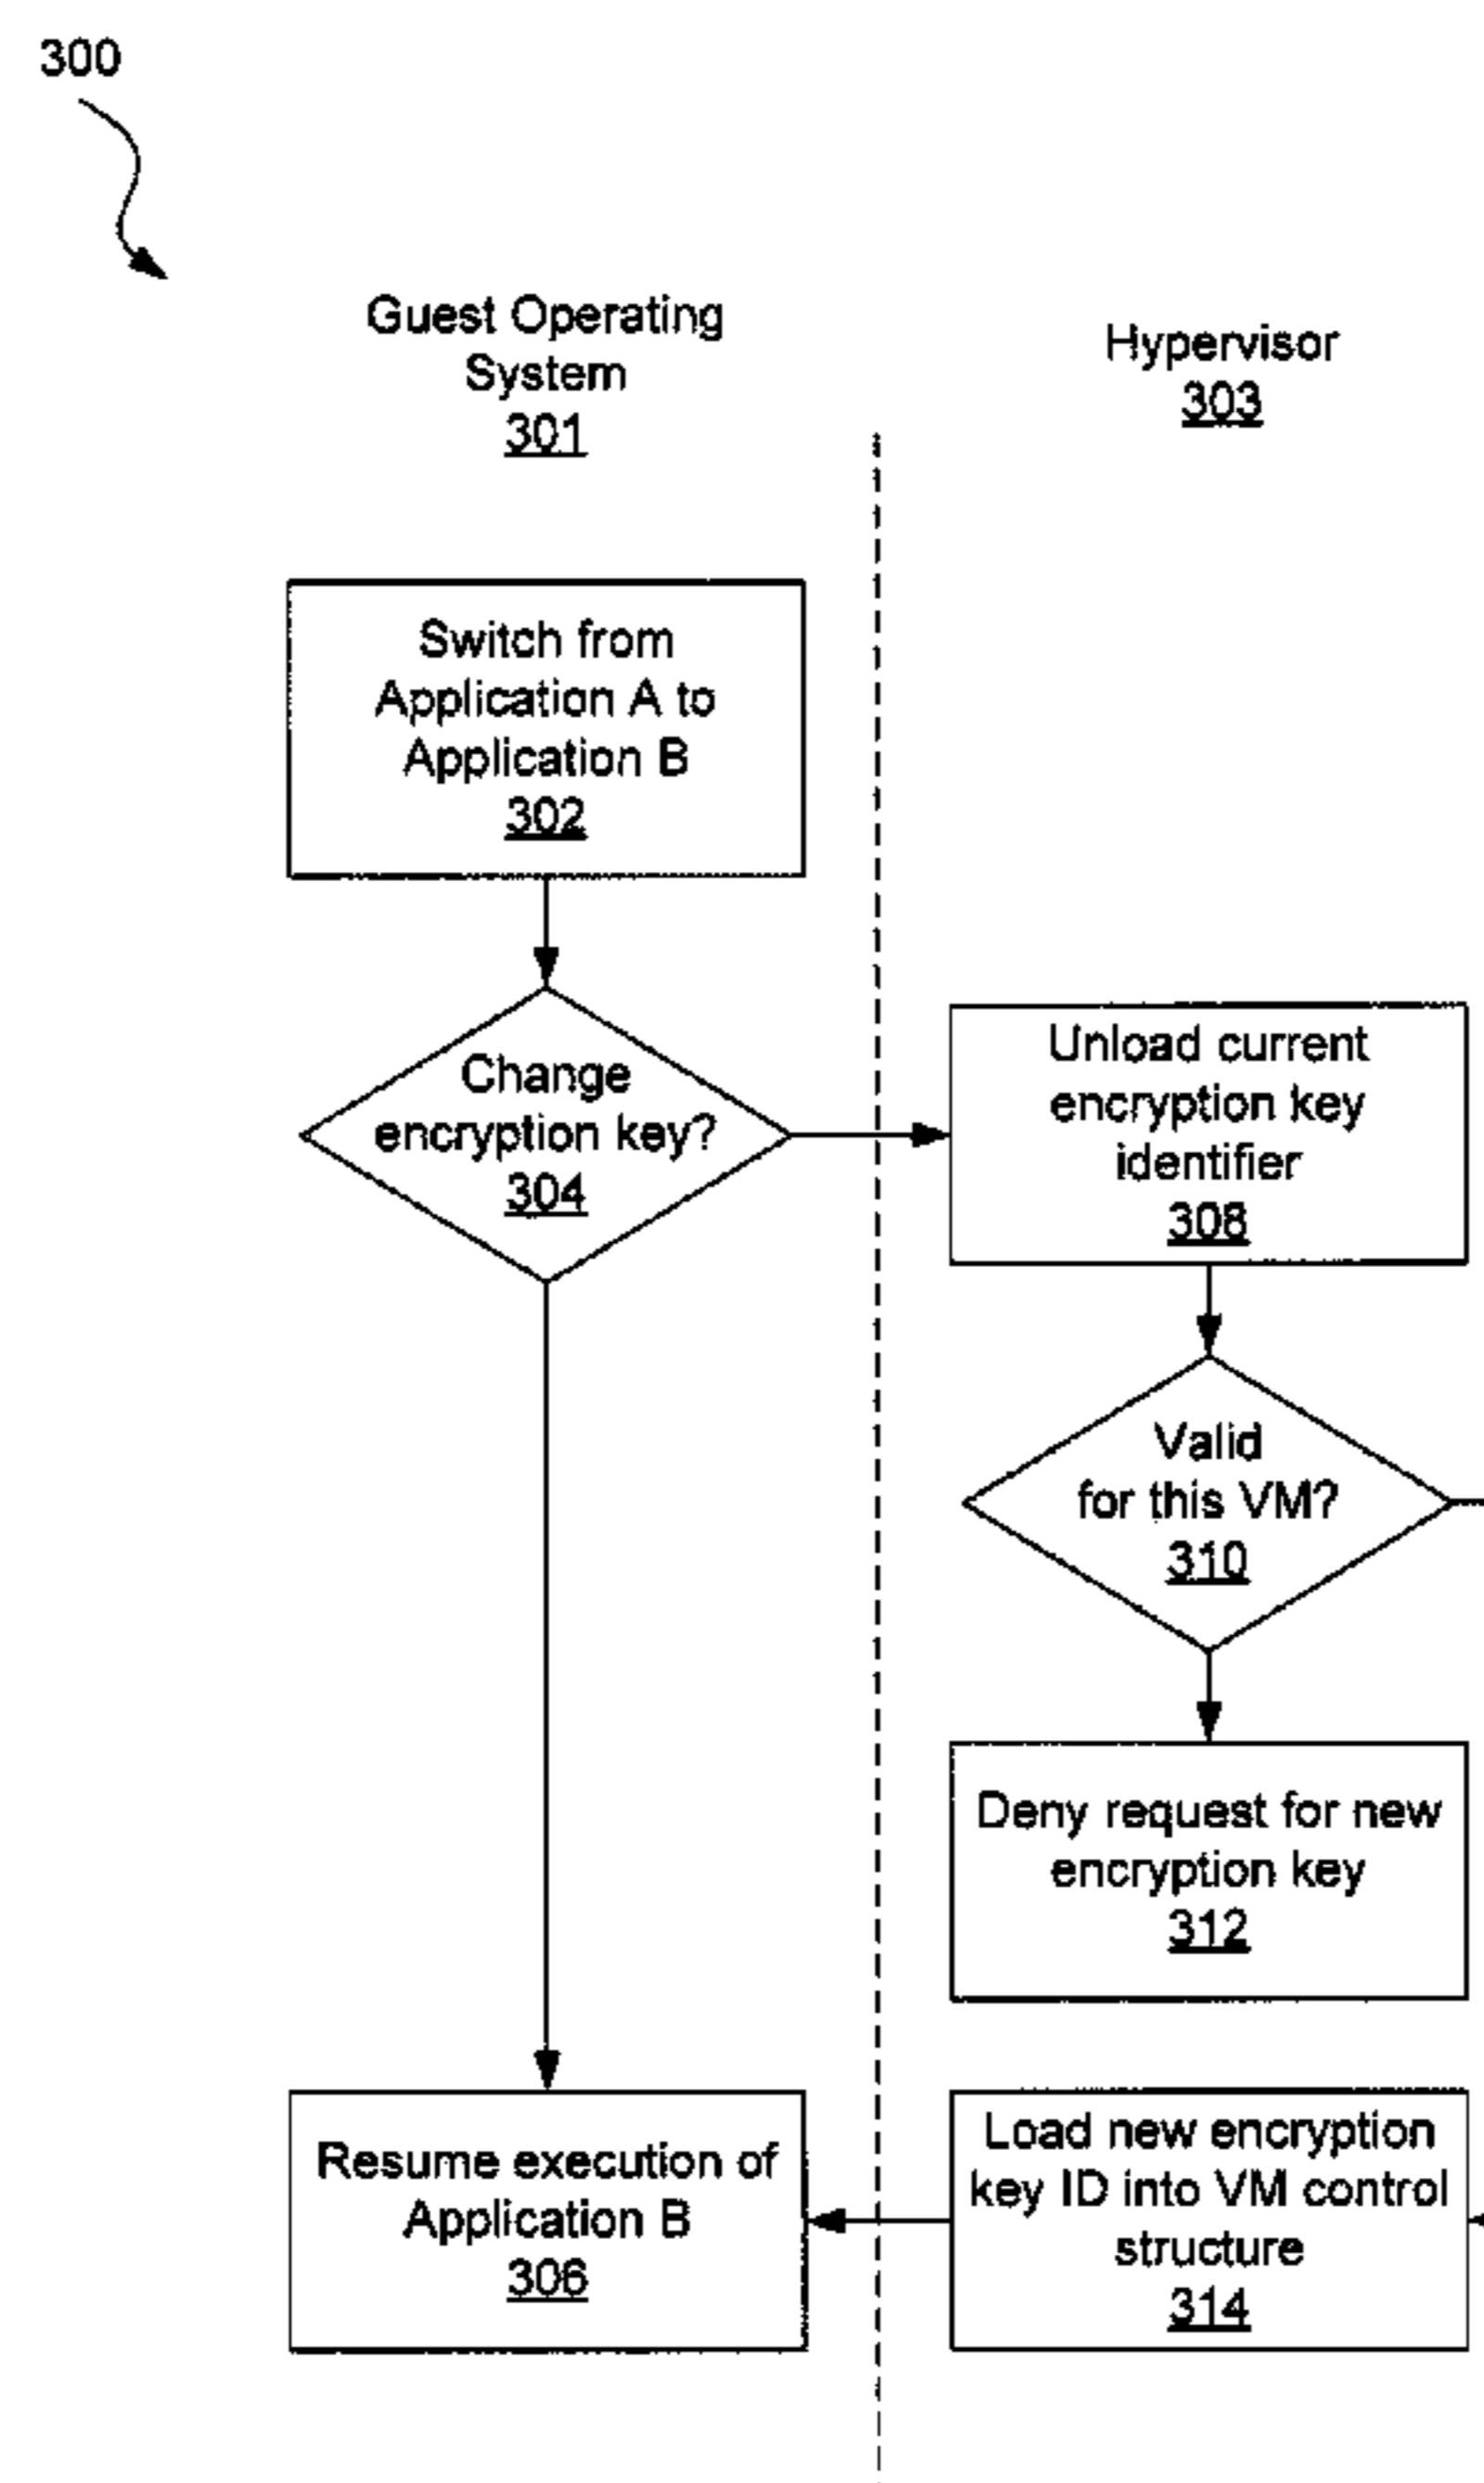 300
Guest Operating
System
301
Hypervisor
303
Switch from
Application A to
Application B
302
Change
encryption key?
304
Unload current
encryption key
identifier
308
Valid
for this VM?
310
Deny request for new
encryption key
312
Resume execution of
Application B
306
Load new encryption
key ID into VM control
structure
314